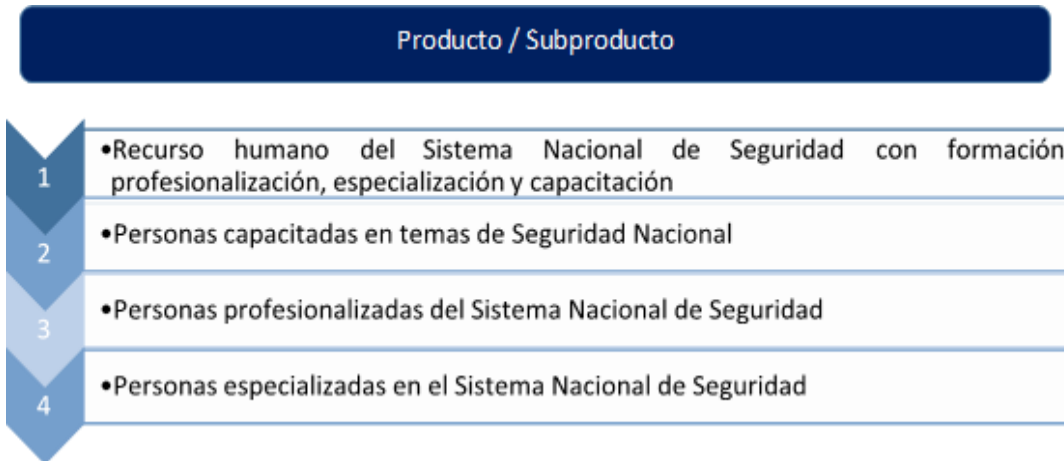 Producto / Subproducto
1
•Recurso humano del Sistema Nacional de Seguridad con formación
profesionalización, especialización y capacitación
2
•Personas capacitadas en temas de Seguridad Nacional
3
•Personas profesionalizadas del Sistema Nacional de Seguridad
4
•Personas especializadas en el Sistema Nacional de Seguridad